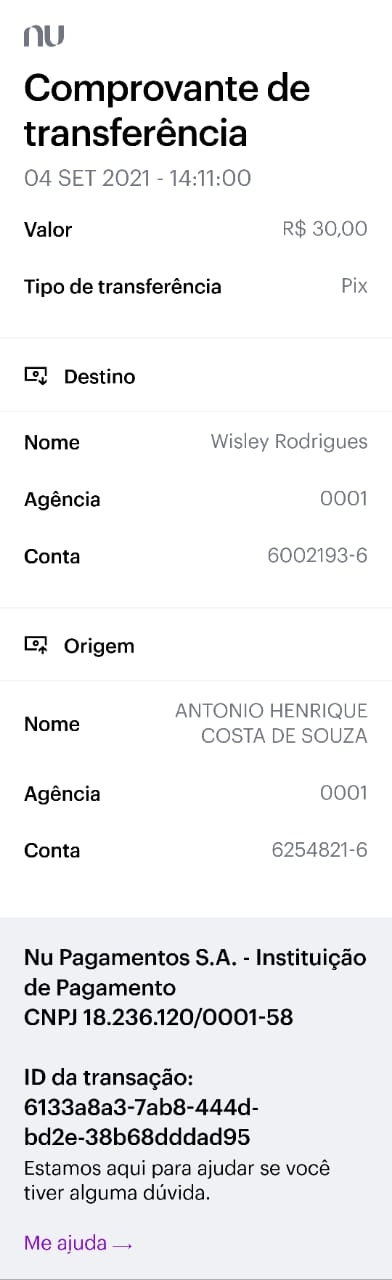 nu
Comprovante de
transferência
04 SET 2021 - 14:11:00
Valor R$ 30,00
Tipo de transferência Pix
Destino
Nome Wisley Rodrigues
Agência 0001
Conta 6002193-6
Origem
Nome ANTONIO HENRIQUE
COSTA DE SOUZA
Agência 0001
Conta 6254821-6
Nu Pagamentos S.A. - Instituição
de Pagamento
CNPJ 18.236.120/0001-58
ID da transação:
6133a8a3-7ab8-444d-
bd2e-38b68dddad95
Estamos aqui para ajudar se você
tiver alguma dúvida.
Me ajuda →